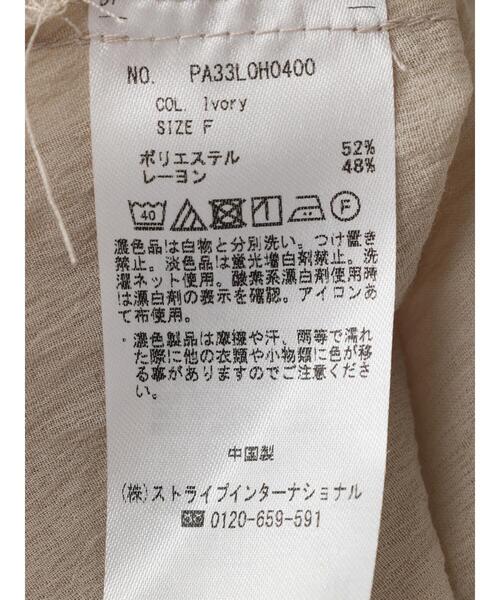 NO. PA33L0H0400
COL. Ivory
SIZE F
ポリエステル 52%
レーヨン 48%
40 F
濃色品は白物と分別洗い。つけ置き
禁止。淡色品は蛍光増白剤禁止。洗
濯ネット使用。酸素系漂白剤使用時
は漂白剤の表示を確認。アイロンあ
て布使用。
・濃色製品は摩擦や汗、雨等で濡れ
た際に他の衣類や小物類に色が移
る事がありますのでご注意くださ
い。
中国製
(株)ストライプインターナショナル
0120-659-591